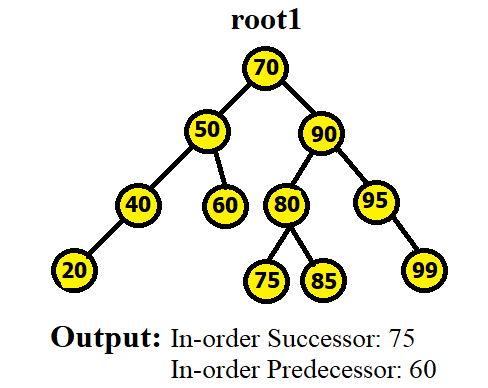 root1
70
50 90
40 60 80 95
20 75 85 99
Output: In-order Successor: 75
In-order Predecessor: 60